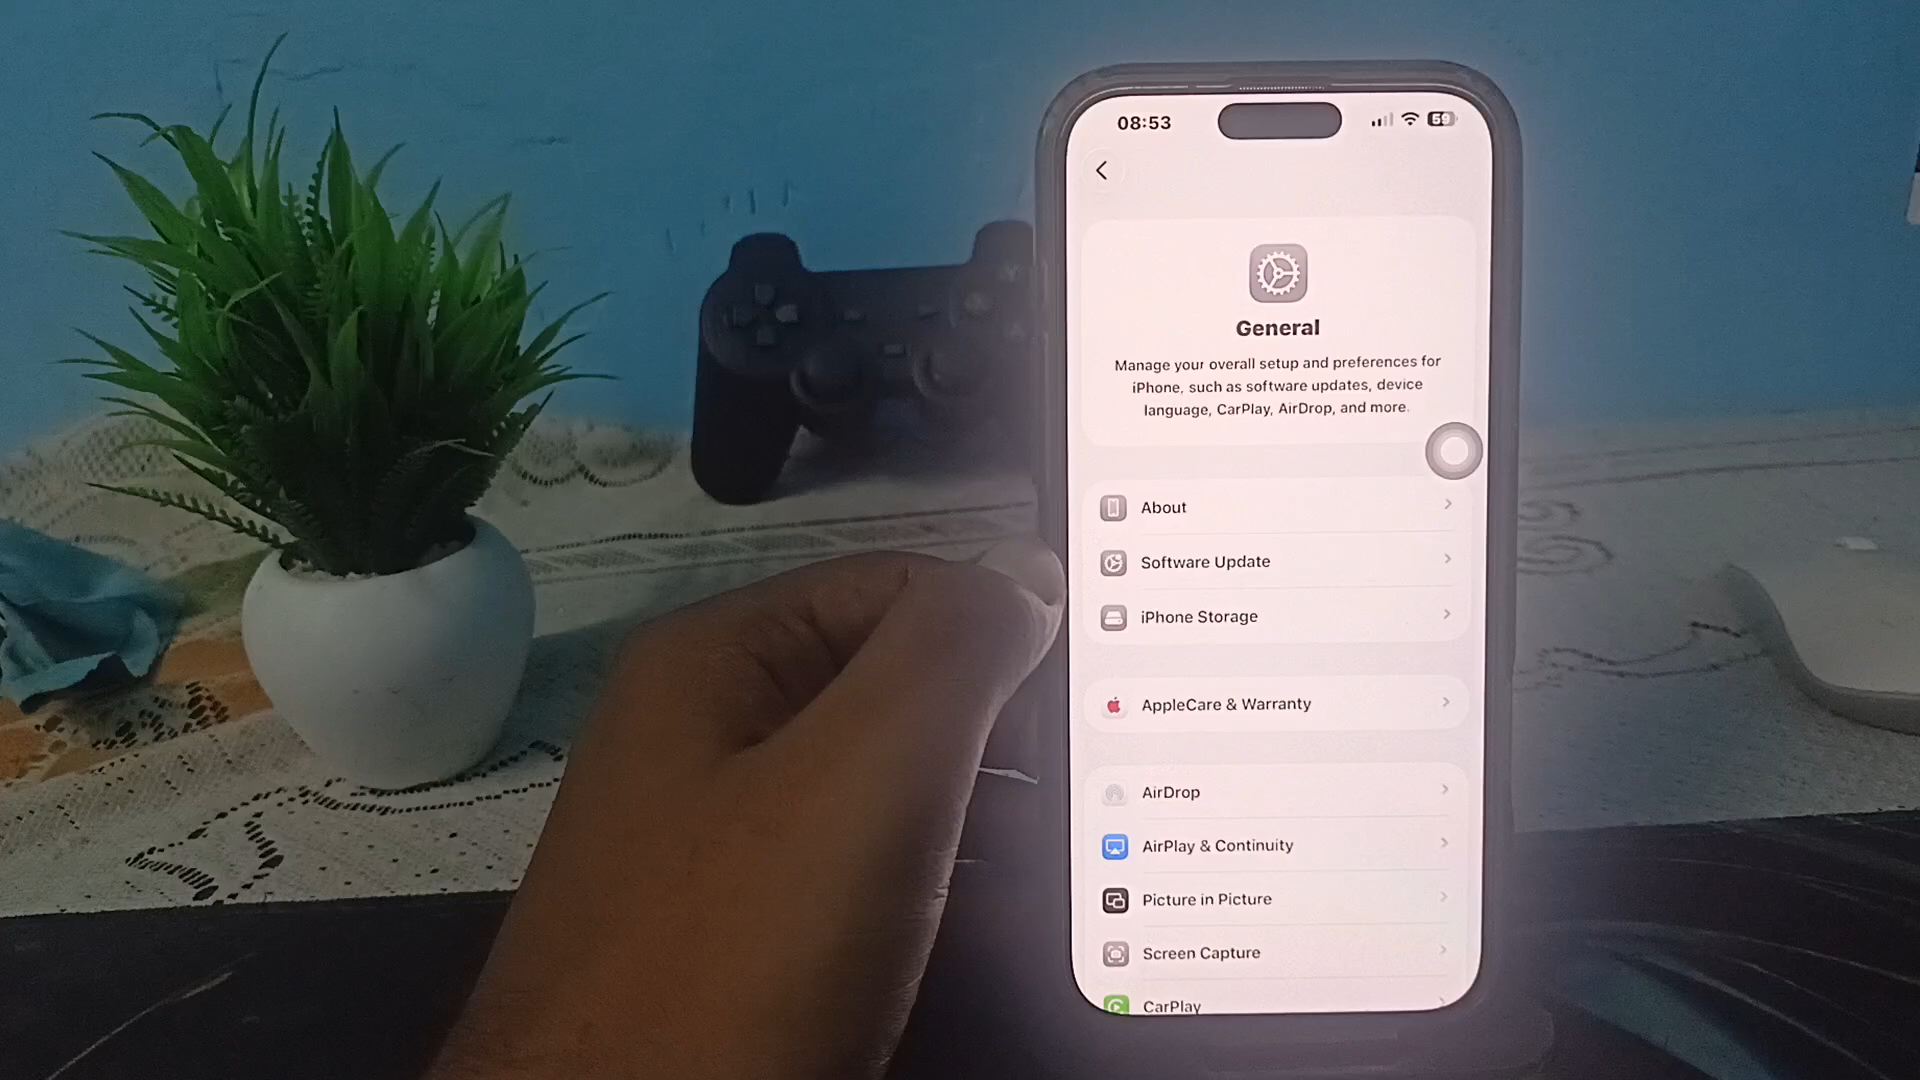 08:53
59
General
Manage your overall setup and preferences for
iPhone, such as software updates, device
language, CarPlay, AirDrop, and more.
About
Software Update
iPhone Storage
AppleCare & Warranty
AirDrop
AirPlay & Continuity
Picture in Picture
Screen Capture
CarPlay